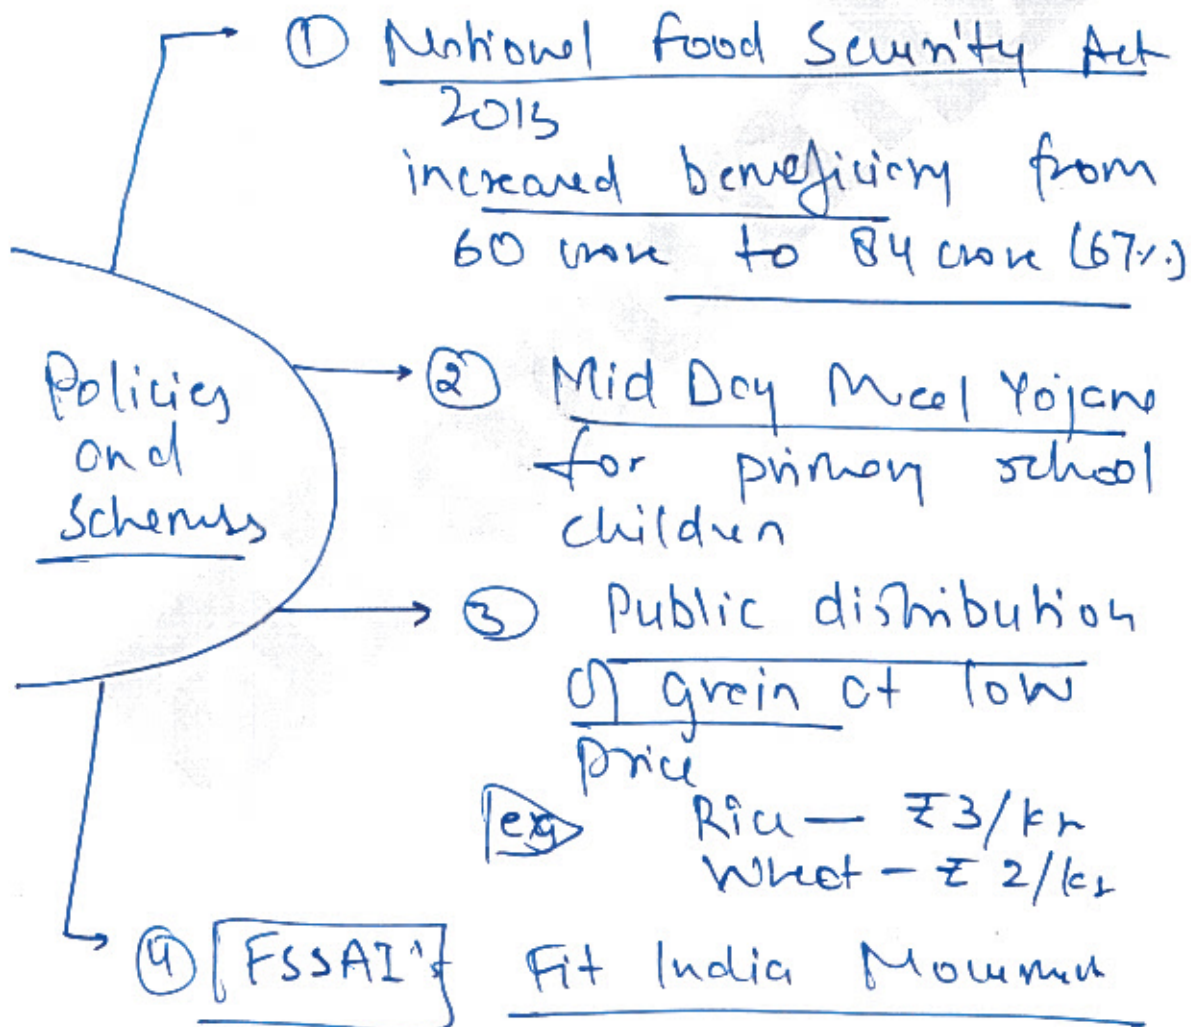 ① National Food Security Act
2013
increased beneficiary from
60 crore to 84 crore (67%)
Policies
and
Schemes
② Mid Day Meal Yojana
for primary school
children
③ Public distribution
of grain at low
price
eg Rice — ₹3/kg
Wheat - ₹2/kg
④ FSSAI's Fit India Movement